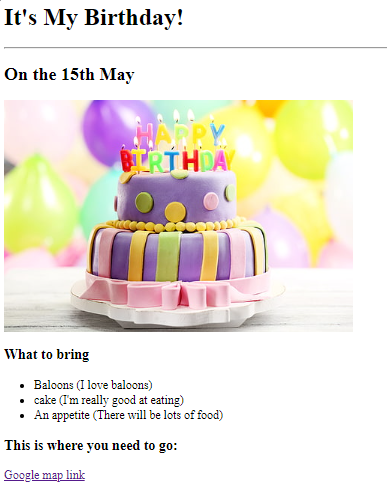 It's My Birthday!
On the 15th May
HAPPY
BIRTHDAY
What to bring
Baloons (I love baloons)
cake (I'm really good at eating)
An appetite (There will be lots of food)
This is where you need to go:
Google map link